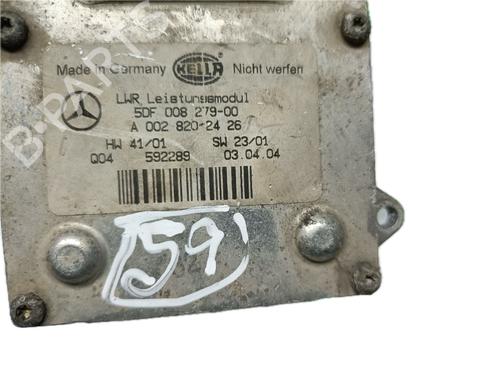 Made in Germany HELLA Nicht werfen
LWR Leistungsmodul
5DF 008 279-00
A 002 820 24 26
HW 41/01 SW 23/01
Q04 592289 03.04.04
59
B-PARTS